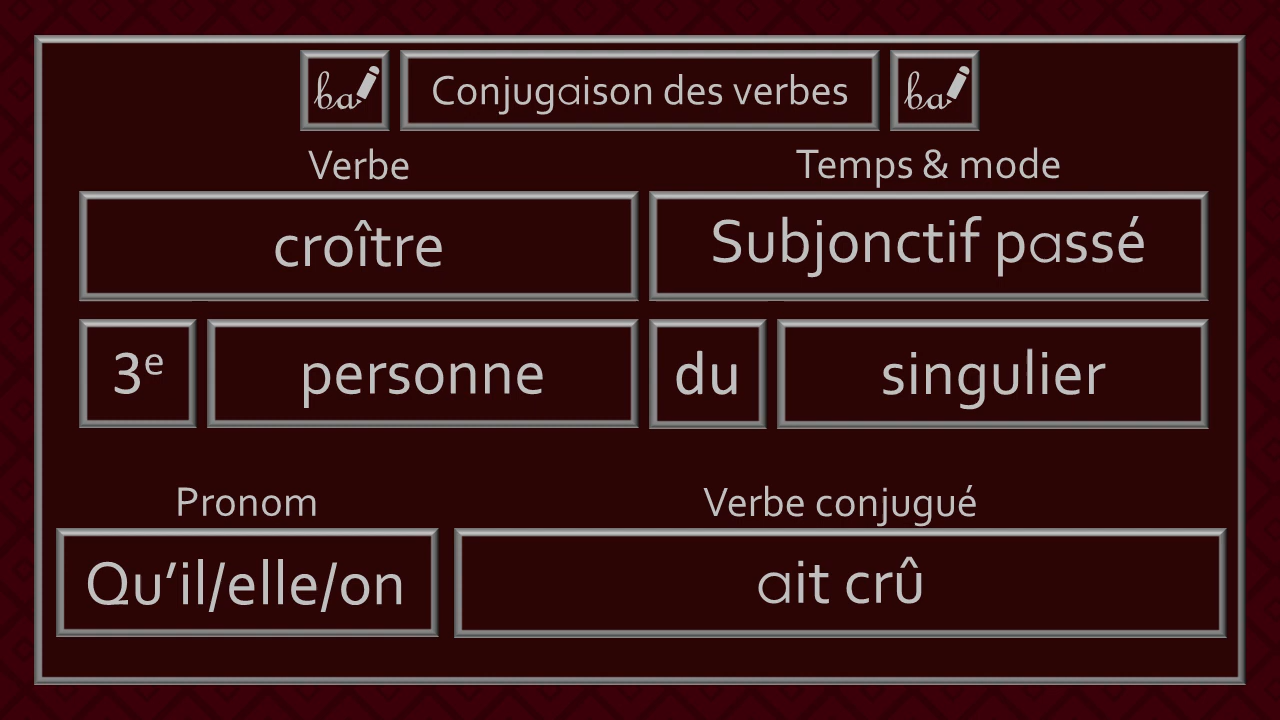 ba Conjugaison des verbes ba
Verbe Temps & mode
croître Subjonctif passé
3e personne du singulier
Pronom Verbe conjugué
Qu’il/elle/on ait crû